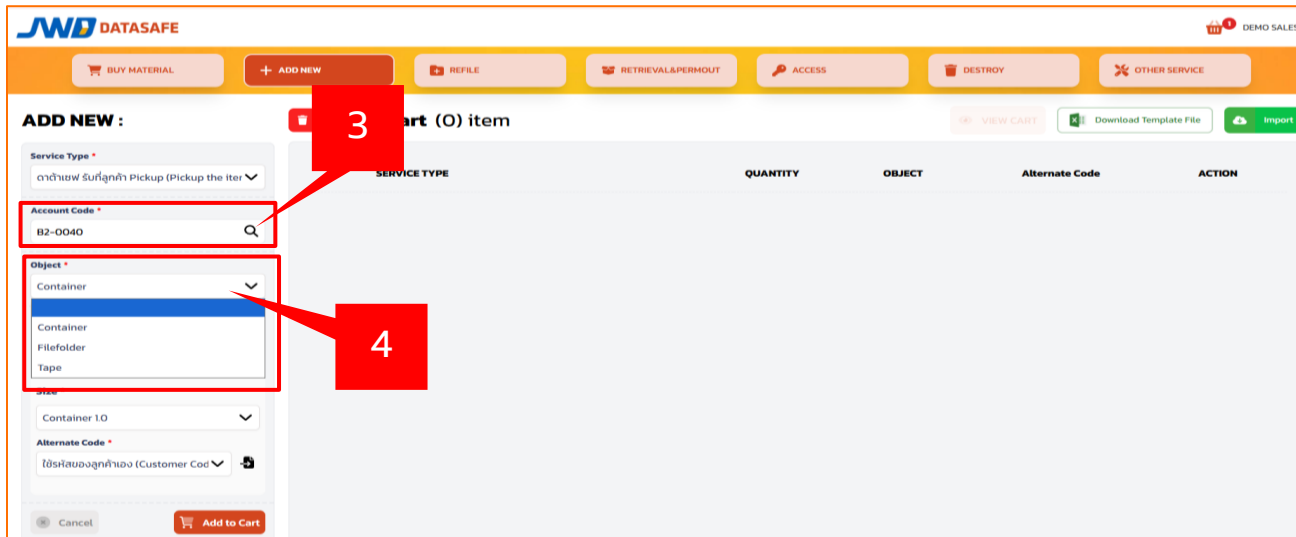 JWD DATASAFE
1
DEMO SALES
BUY MATERIAL
+ ADD NEW
REFILE
RETRIEVAL&PERMOUT
ACCESS
DESTROY
OTHER SERVICE
ADD NEW :
3
art (0) item
VIEW CART
Download Template File
Import
Service Type *
ดาต้าเซฟ รับที่ลูกค้า Pickup (Pickup the iter
SERVICE TYPE
QUANTITY
OBJECT
Alternate Code
ACTION
Account Code *
B2-0040
Object *
Container
Container
Filefolder
Tape
4
Size
Container 1.0
Alternate Code *
ใช้รหัสของลูกค้าเอง (Customer Cod
Cancel
Add to Cart